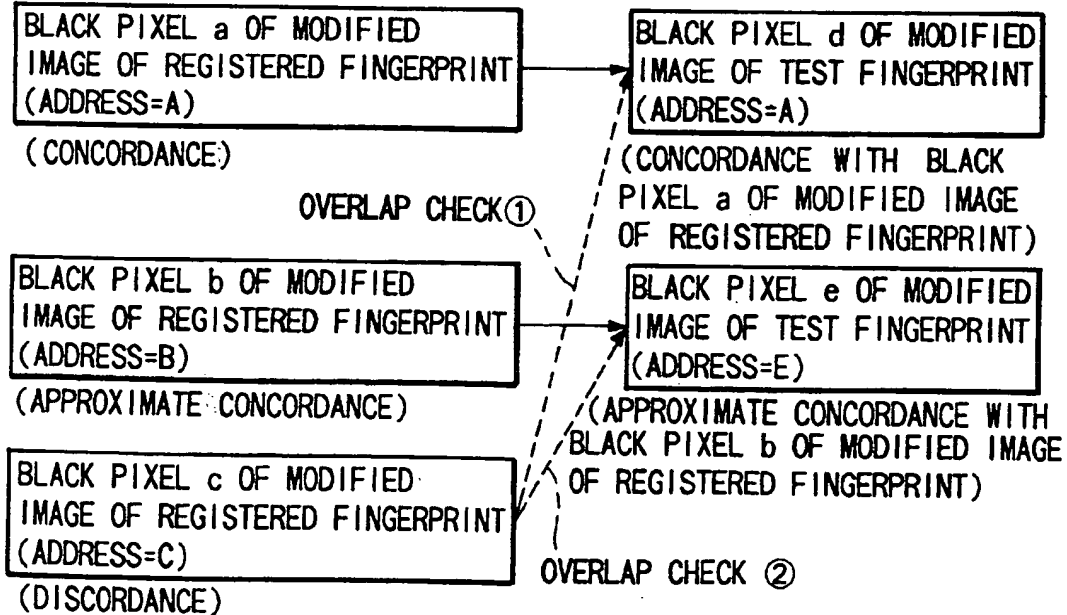 BLACK PIXEL a OF MODIFIED
IMAGE OF REGISTERED FINGERPRINT
(ADDRESS=A)
(CONCORDANCE)
BLACK PIXEL d OF MODIFIED
IMAGE OF TEST FINGERPRINT
(ADDRESS=A)
(CONCORDANCE WITH BLACK
PIXEL a OF MODIFIED IMAGE
OF REGISTERED FINGERPRINT)
OVERLAP CHECK①
BLACK PIXEL b OF MODIFIED
IMAGE OF REGISTERED FINGERPRINT
(ADDRESS=B)
(APPROXIMATE CONCORDANCE)
BLACK PIXEL e OF MODIFIED
IMAGE OF TEST FINGERPRINT
(ADDRESS=E)
(APPROXIMATE CONCORDANCE WITH
BLACK PIXEL b OF MODIFIED IMAGE
OF REGISTERED FINGERPRINT)
BLACK PIXEL c OF MODIFIED
IMAGE OF REGISTERED FINGERPRINT
(ADDRESS=C)
(DISCORDANCE)
OVERLAP CHECK ②